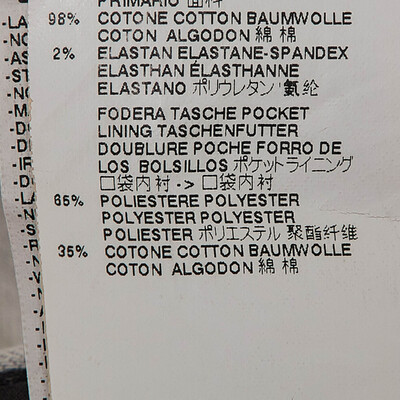 PRIMARIO 面料
98% COTONE COTTON BAUMWOLLE
COTON ALGODON 綿 棉
2% ELASTAN ELASTANE-SPANDEX
ELASTHAN ÉLASTHANNE
ELASTANO ポリウレタン 氨纶
FODERA TASCHE POCKET
LINING TASCHENFUTTER
DOUBLURE POCHE FORRO DE
LOS BOLSILLOS ポケットライニング
口袋内衬 -> 口袋内衬
65% POLIESTERE POLYESTER
POLYESTER POLYESTER
POLIESTER ポリエステル 聚酯纤维
35% COTONE COTTON BAUMWOLLE
COTON ALGODON 綿 棉